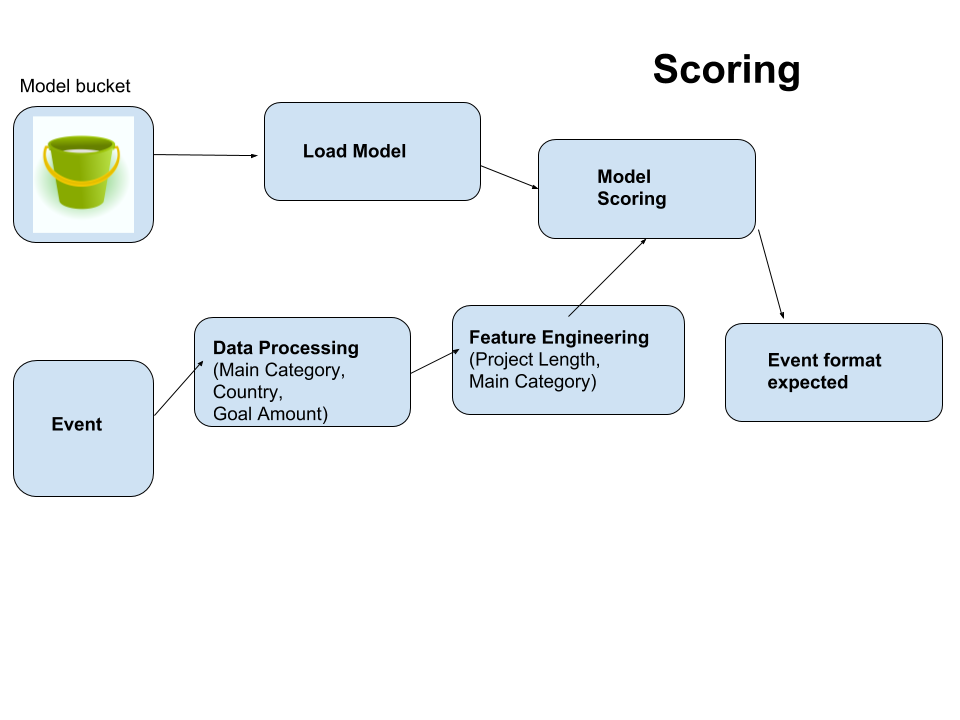 Scoring
Model bucket
Load Model
Model
Scoring
Data Processing
(Main Category,
Country,
Goal Amount)
Feature Engineering
(Project Length,
Main Category)
Event format
expected
Event